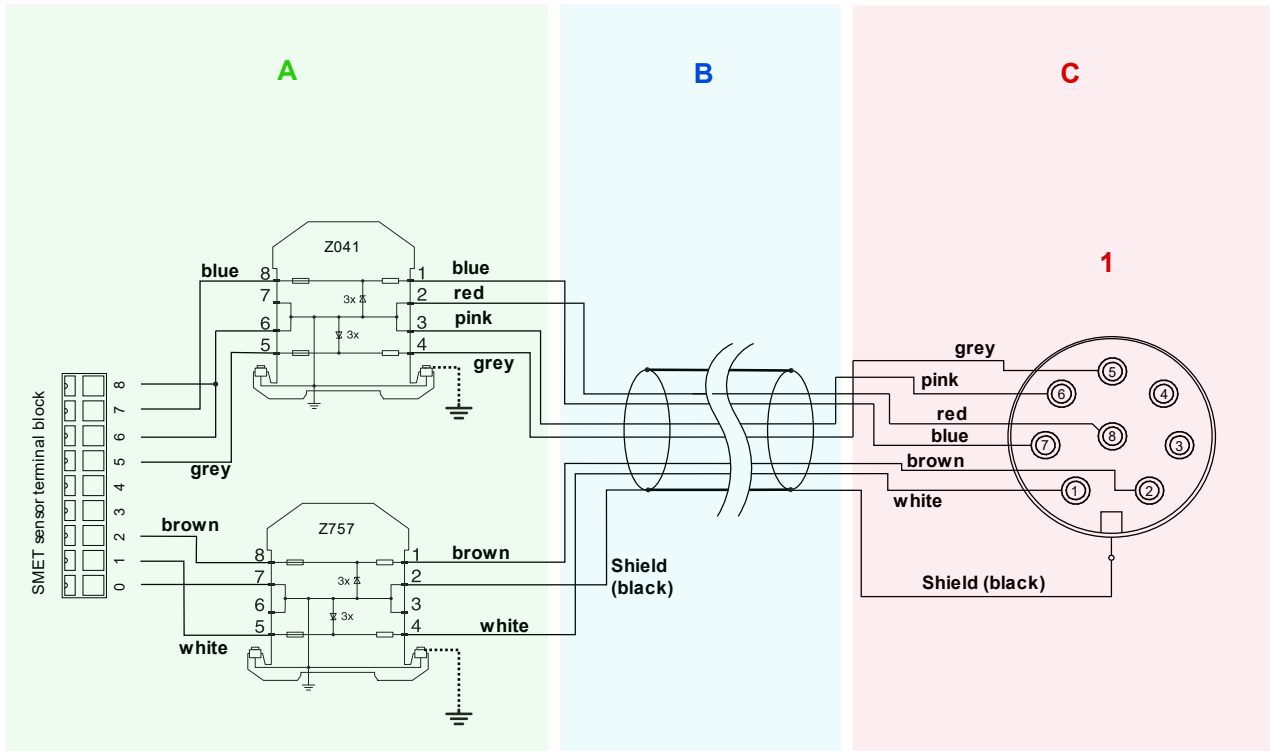 A
B
C
Z041
blue
8
1
blue
7
3x
2
red
6
3x
3
pink
5
4
grey
1
SMET sensor terminal block
8
7
6
5
4
3
2
1
0
grey
brown
white
Z757
8
1
brown
7
3x
2
6
3x
3
5
4
white
Shield
(black)
grey
pink
red
blue
brown
white
5
6
4
8
7
3
1
2
Shield (black)